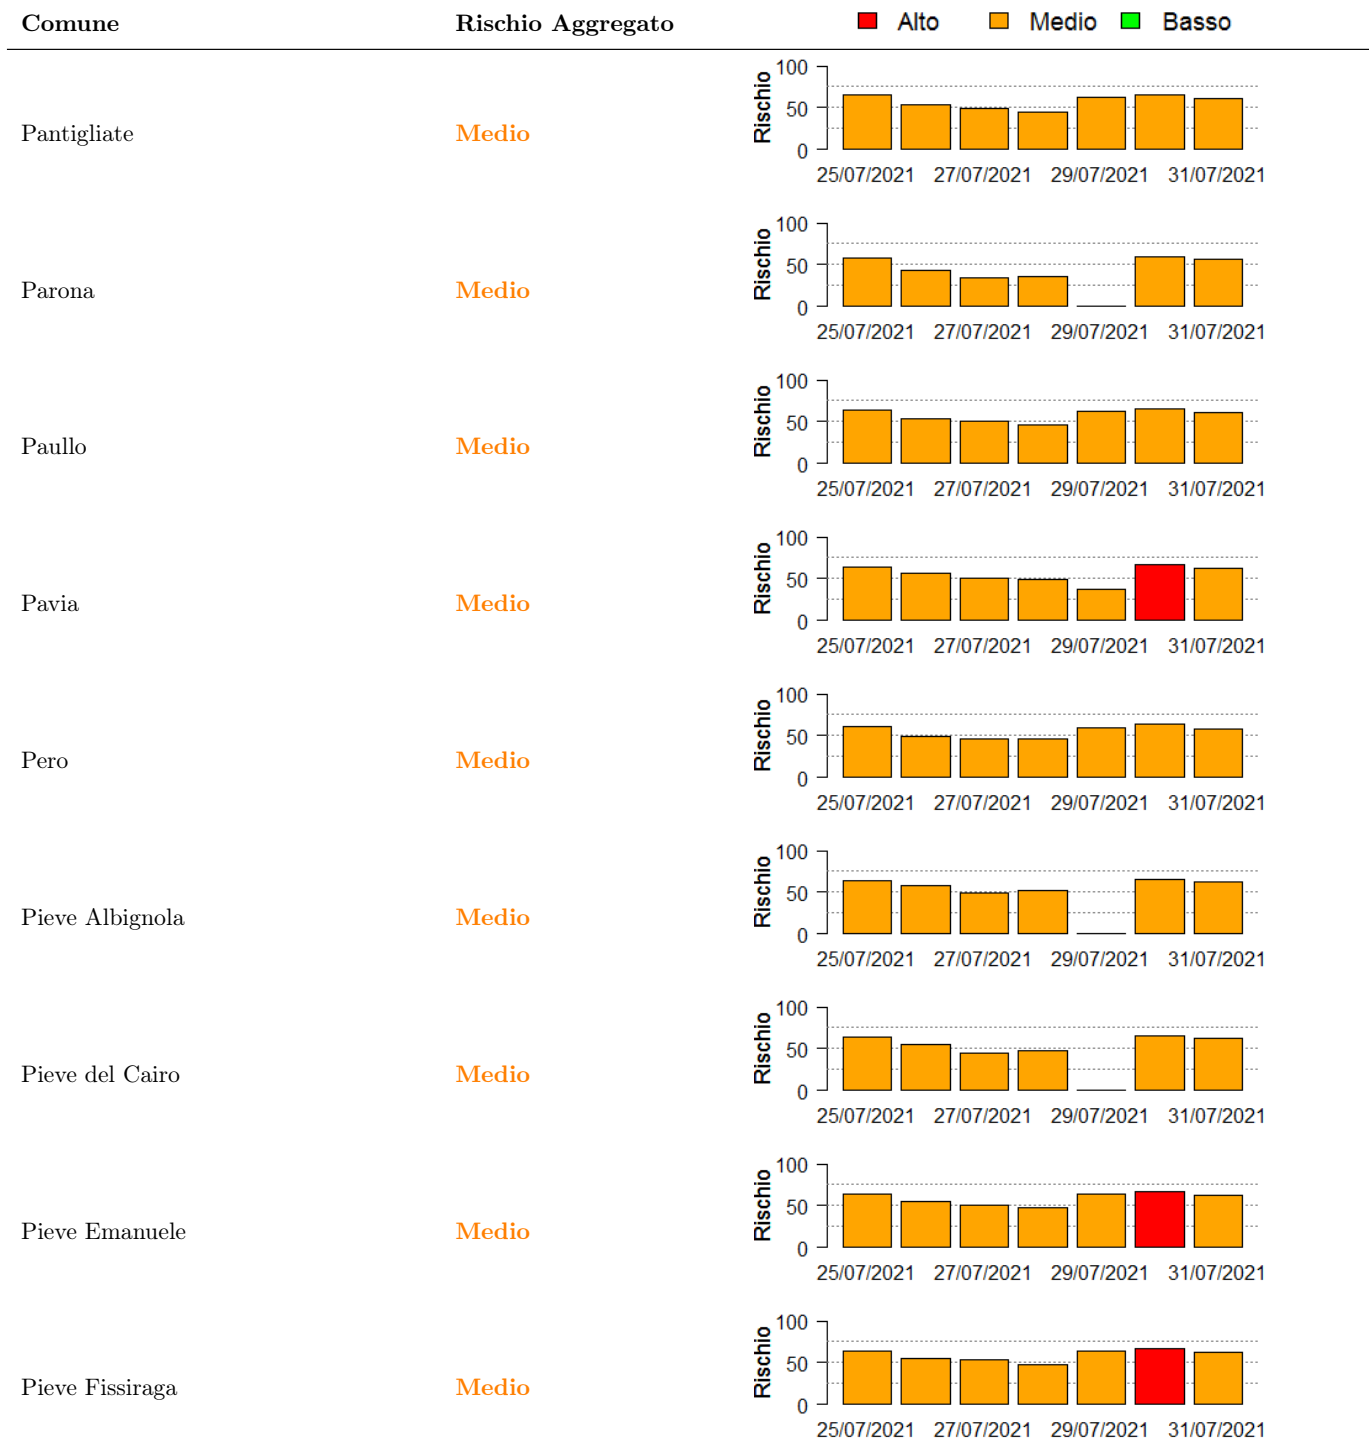 Comune Rischio Aggregato Alto Medio Basso
Pantigliate Medio
Rischio
100
50
0
25/07/2021 27/07/2021 29/07/2021 31/07/2021
Parona Medio
Rischio
100
50
0
25/07/2021 27/07/2021 29/07/2021 31/07/2021
Paullo Medio
Rischio
100
50
0
25/07/2021 27/07/2021 29/07/2021 31/07/2021
Pavia Medio
Rischio
100
50
0
25/07/2021 27/07/2021 29/07/2021 31/07/2021
Pero Medio
Rischio
100
50
0
25/07/2021 27/07/2021 29/07/2021 31/07/2021
Pieve Albignola Medio
Rischio
100
50
0
25/07/2021 27/07/2021 29/07/2021 31/07/2021
Pieve del Cairo Medio
Rischio
100
50
0
25/07/2021 27/07/2021 29/07/2021 31/07/2021
Pieve Emanuele Medio
Rischio
100
50
0
25/07/2021 27/07/2021 29/07/2021 31/07/2021
Pieve Fissiraga Medio
Rischio
100
50
0
25/07/2021 27/07/2021 29/07/2021 31/07/2021